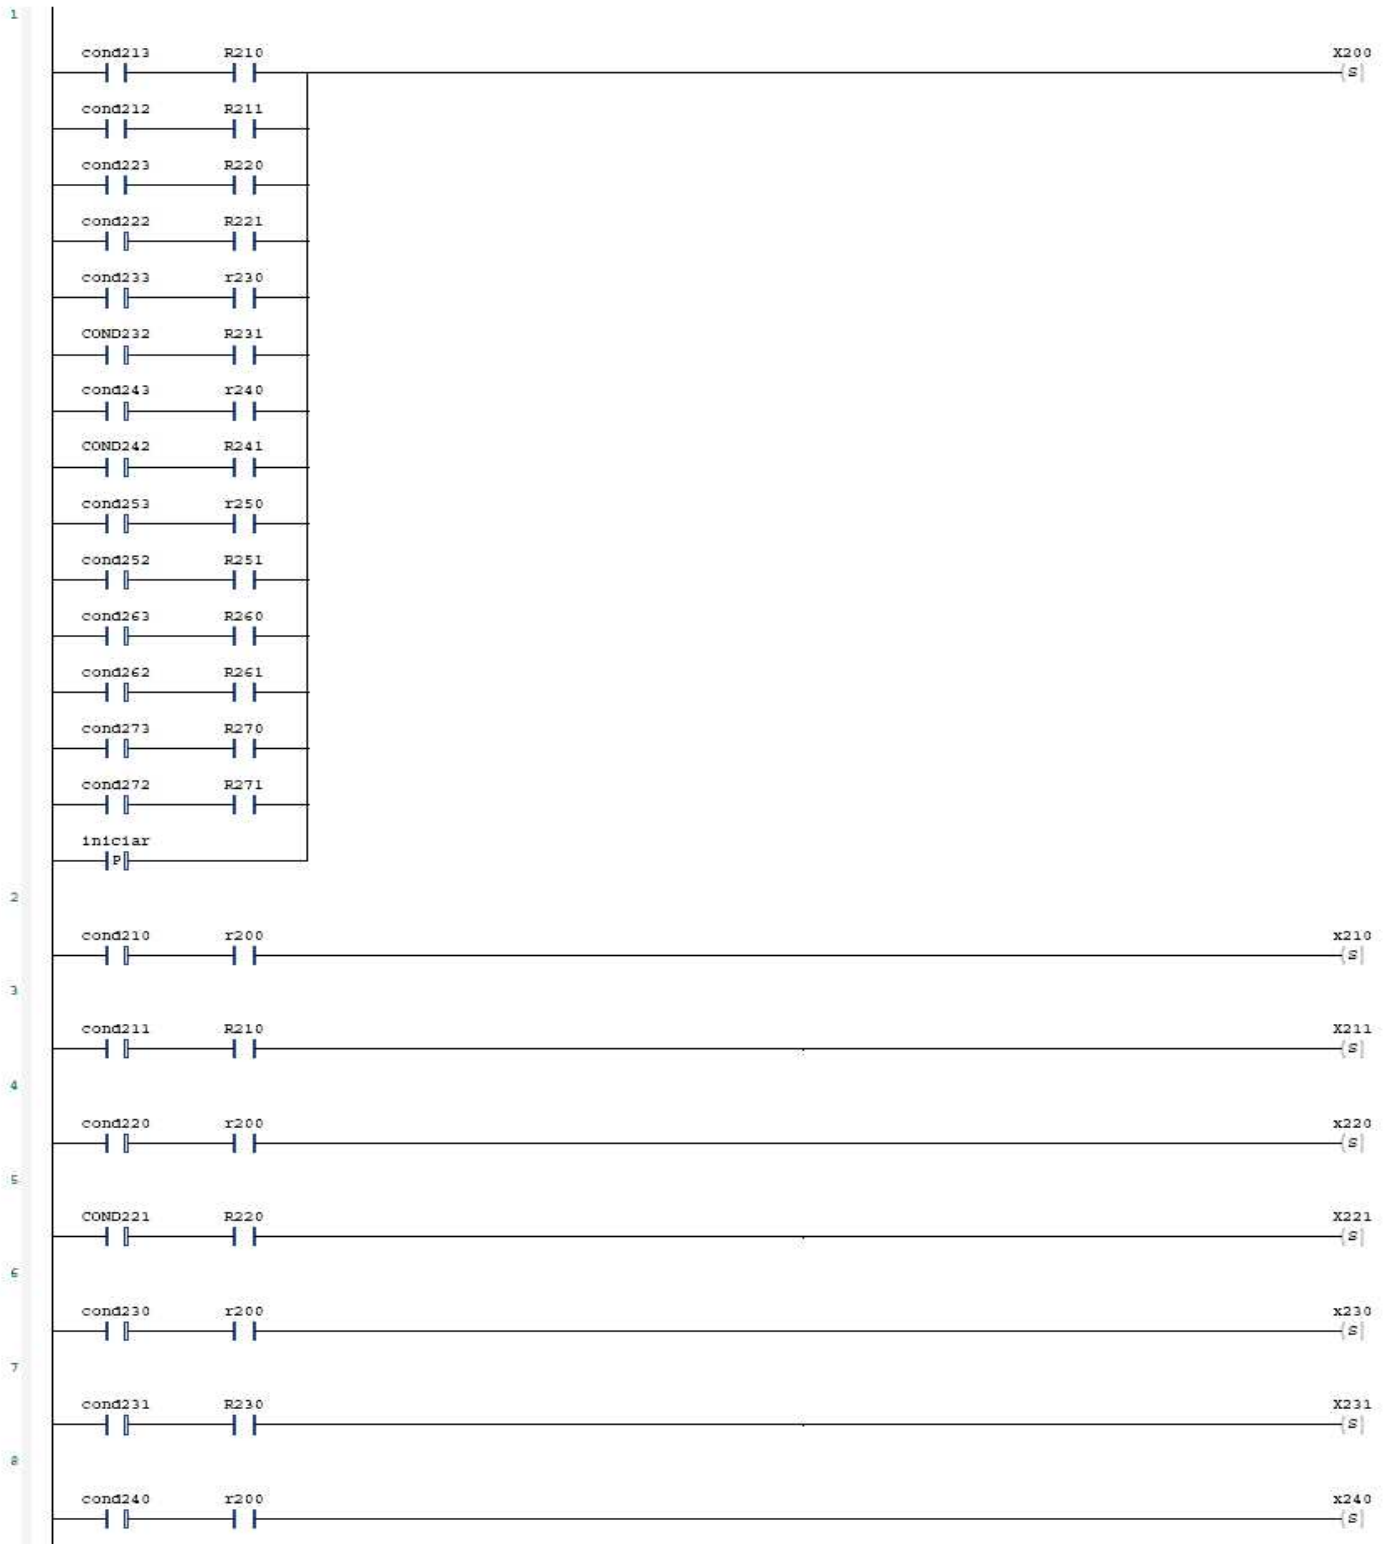 1
cond213 R210 X200
S
cond212 R211
cond223 R220
cond222 R221
cond233 r230
COND232 R231
cond243 r240
COND242 R241
cond253 r250
cond252 R251
cond263 R260
cond262 R261
cond273 R270
cond272 R271
iniciar
P
2
cond210 r200 x210
S
3
cond211 R210 X211
S
4
cond220 r200 x220
S
5
COND221 R220 X221
S
6
cond230 r200 x230
S
7
cond231 R230 X231
S
8
cond240 r200 x240
S